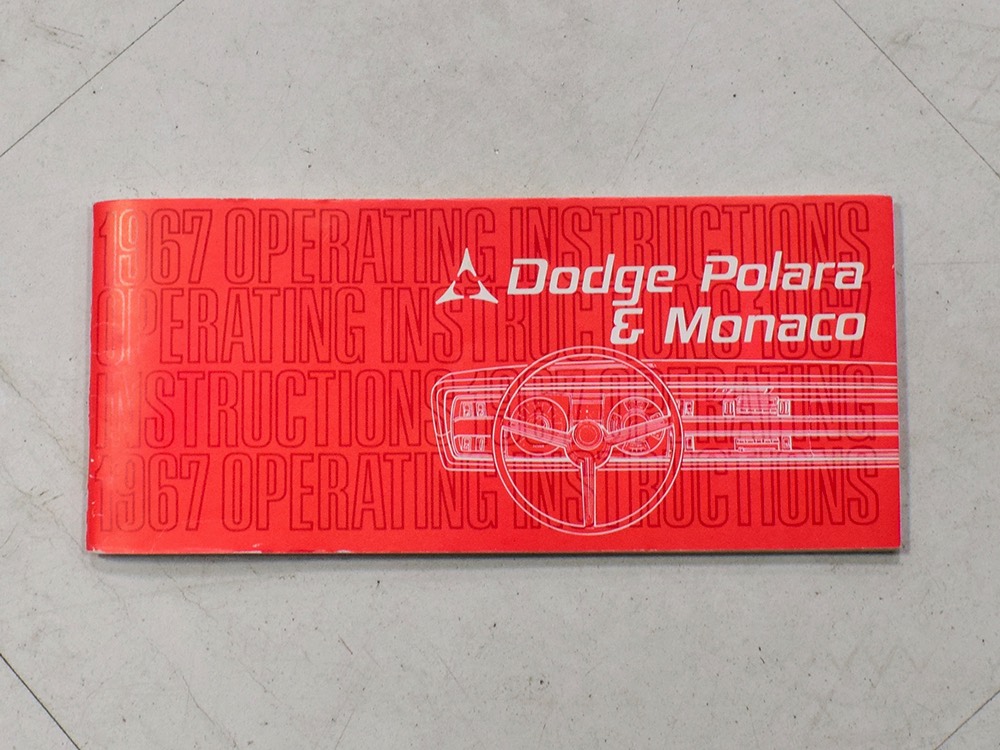 1967 OPERATING INSTRUCTIONS
Dodge Polara
& Monaco
OPERATING INSTRUCTIONS 1967
INSTRUCTIONS 1967 OPERATING
1967 OPERATING INSTRUCTIONS